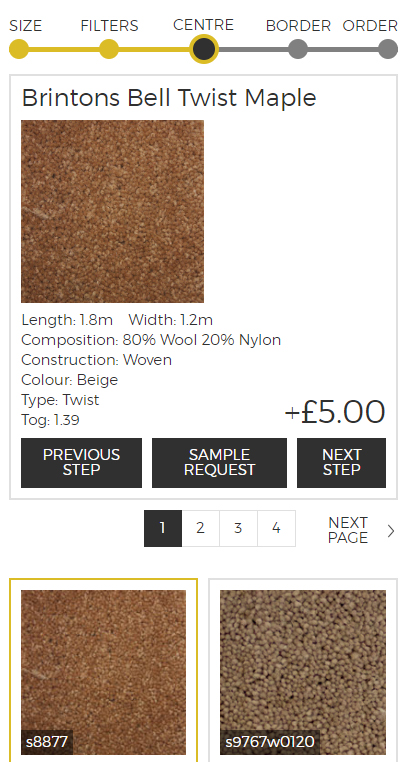 SIZE FILTERS CENTRE BORDER ORDER
Brintons Bell Twist Maple
Length: 1.8m Width: 1.2m
Composition: 80% Wool 20% Nylon
Construction: Woven
Colour: Beige
Type: Twist
Tog: 1.39
+£5.00
PREVIOUS
STEP
SAMPLE
REQUEST
NEXT
STEP
1 2 3 4
NEXT
PAGE
s8877
s9767w0120